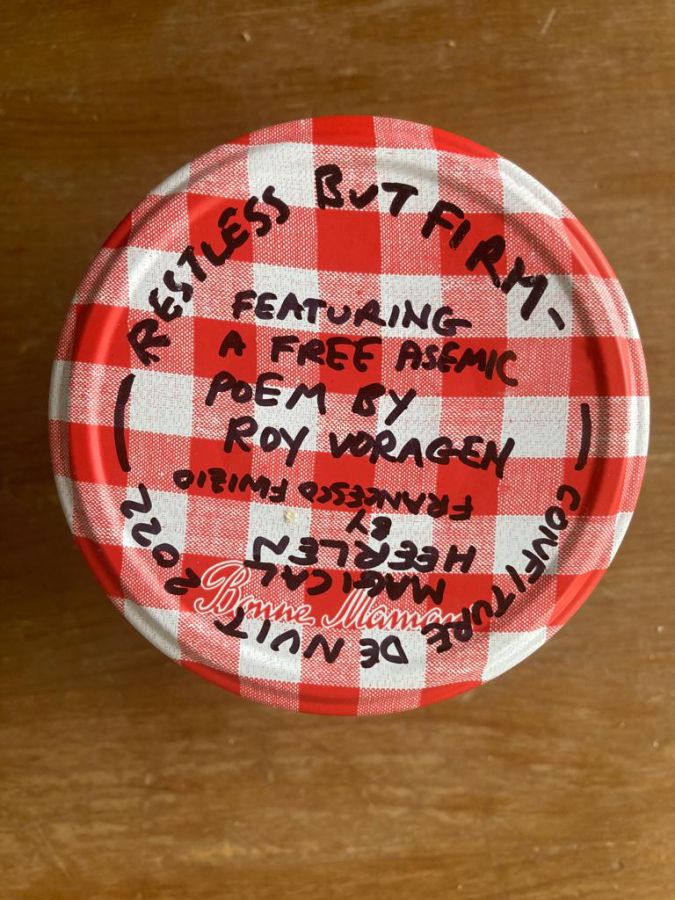 RESTLESS BUT FIRM-
FEATURING
A FREE ASEMIC
POEM BY
ROY VORAGEN
CONFITURE DE NUIT 2022
MAGICAL
HEERLEN
BY
FRANCESCO FINIZIO
Bonne Maman